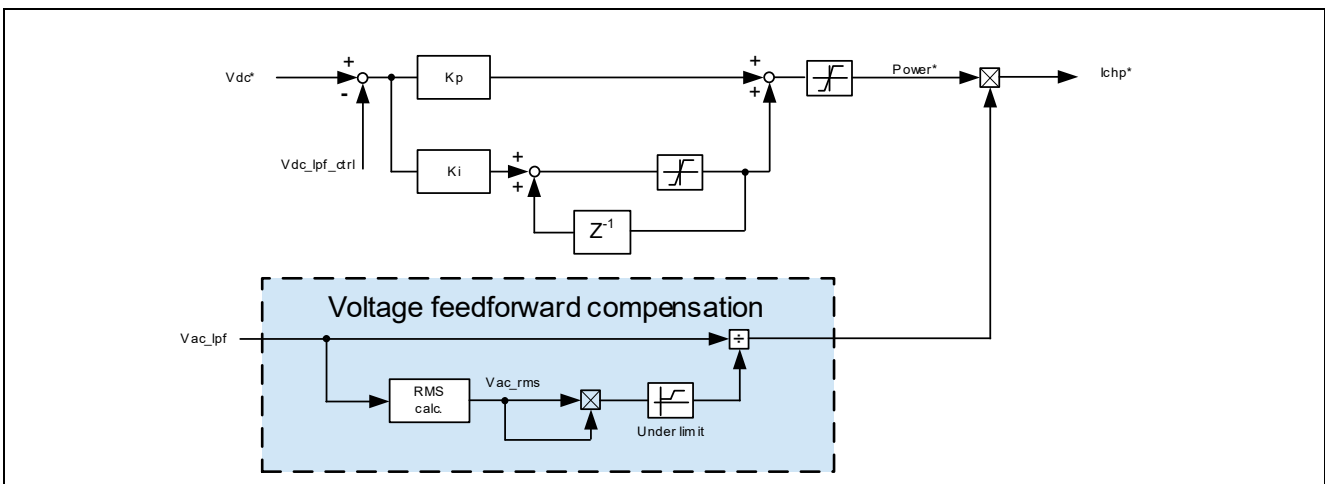 Vdc*
+
-
Kp
+
+
Power*
Ichp*
Vdc_lpf_ctrl
Ki
+
+
Z-1
Voltage feedforward compensation
Vac_lpf
÷
RMS
calc.
Vac_rms
Under limit